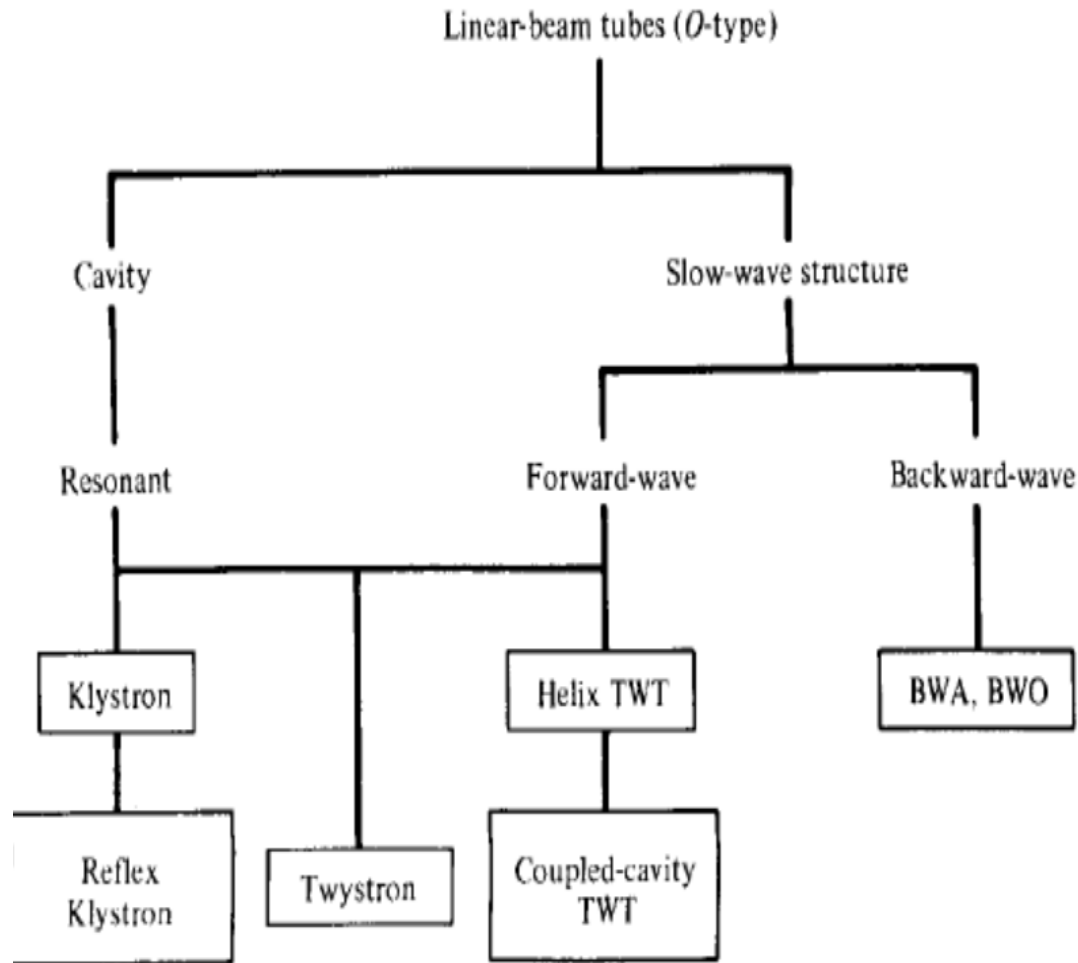 Linear-beam tubes (O-type)
Cavity
Slow-wave structure
Resonant
Forward-wave
Backward-wave
Klystron
Helix TWT
BWA, BWO
Reflex
Klystron
Twystron
Coupled-cavity
TWT